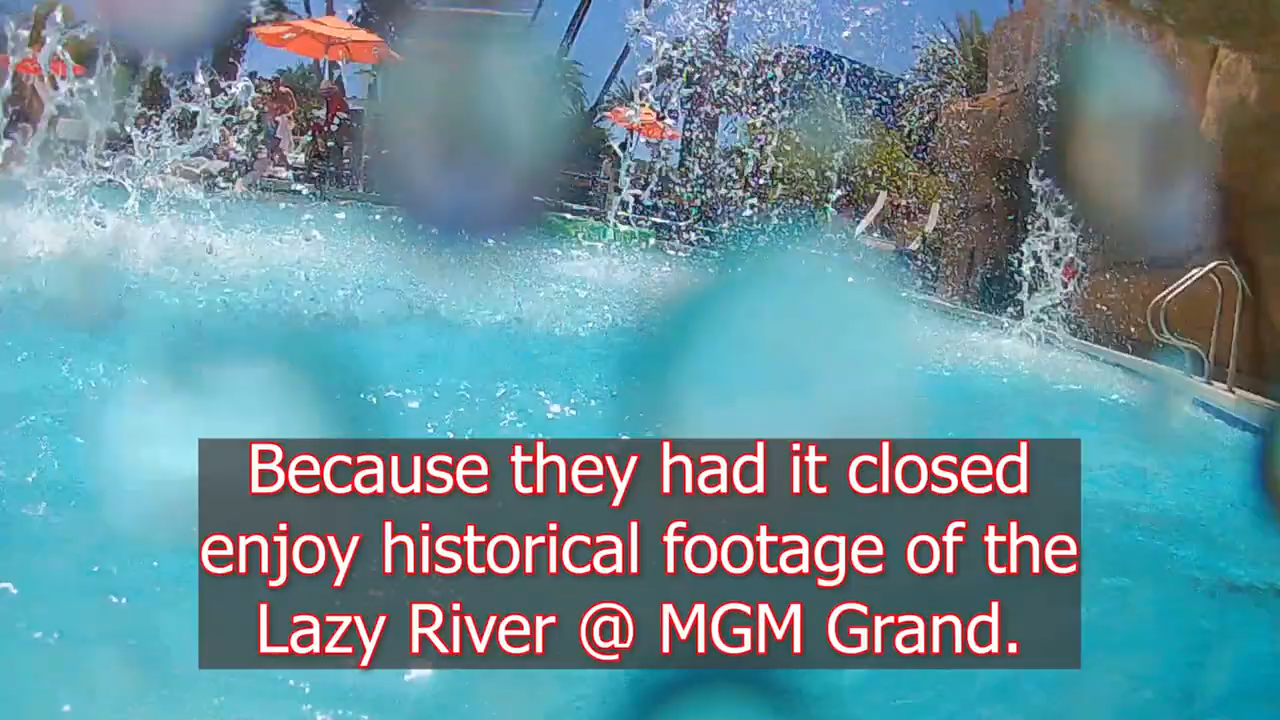 Because they had it closed
enjoy historical footage of the
Lazy River @ MGM Grand.